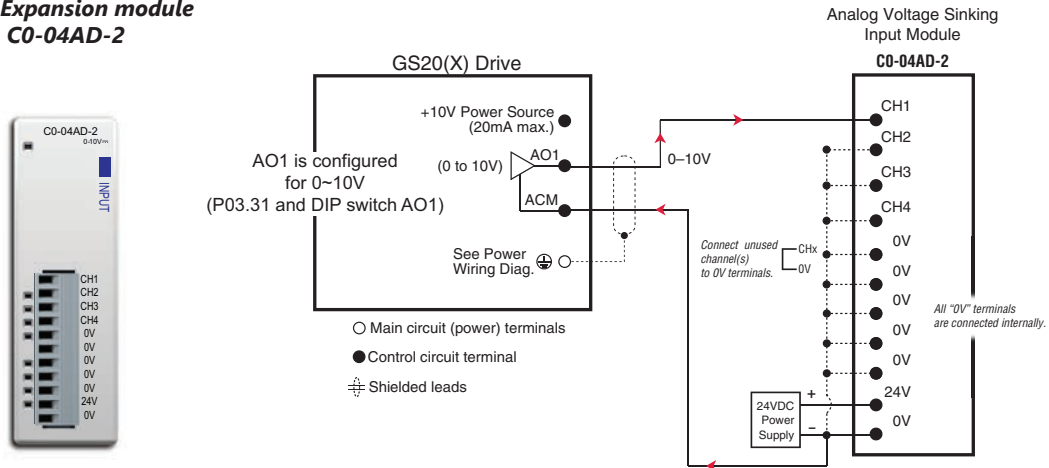 Expansion module
C0-04AD-2
C0-04AD-2
0-10V
INPUT
CH1
CH2
CH3
CH4
0V
0V
0V
0V
0V
24V
0V
GS20(X) Drive
+10V Power Source
(20mA max.)
AO1 is configured
for 0~10V
(P03.31 and DIP switch AO1)
(0 to 10V)
AO1
ACM
0–10V
See Power
Wiring Diag.
Main circuit (power) terminals
Control circuit terminal
Shielded leads
Analog Voltage Sinking
Input Module
C0-04AD-2
CH1
CH2
CH3
CH4
0V
0V
0V
0V
0V
24V
0V
Connect unused
channel(s)
to 0V terminals.
CHx
0V
All “0V” terminals
are connected internally.
24VDC
Power
Supply
+
–